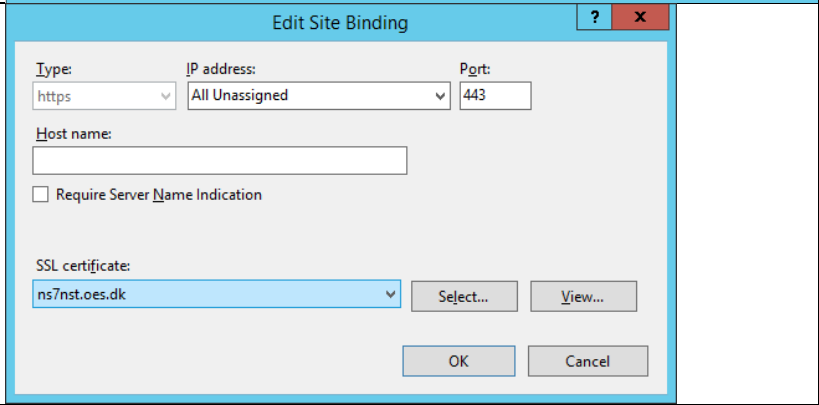 Edit Site Binding
? x
Type: IP address: Port:
https All Unassigned 443
Host name:
Require Server Name Indication
SSL certificate:
ns7nst.oes.dk Select... View...
OK Cancel